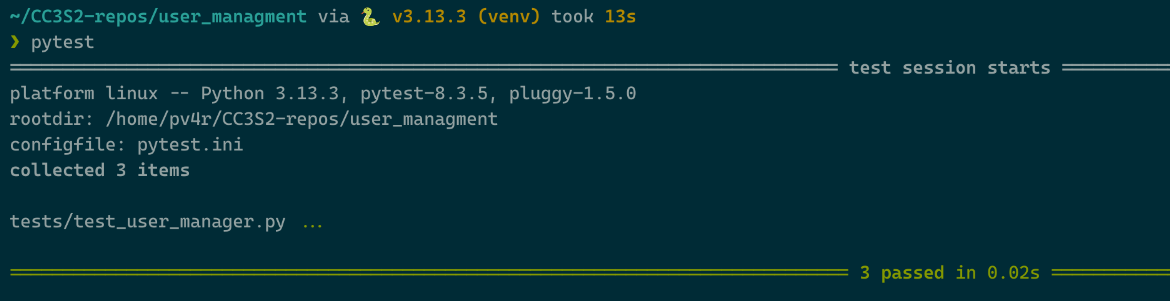 ~/CC3S2-repos/user_managment via 🐍 v3.13.3 (venv) took 13s
❯ pytest
═══════════════ test session starts ═══════════════
platform linux -- Python 3.13.3, pytest-8.3.5, pluggy-1.5.0
rootdir: /home/pv4r/CC3S2-repos/user_managment
configfile: pytest.ini
collected 3 items
tests/test_user_manager.py ...
═══════════════ 3 passed in 0.02s ═══════════════